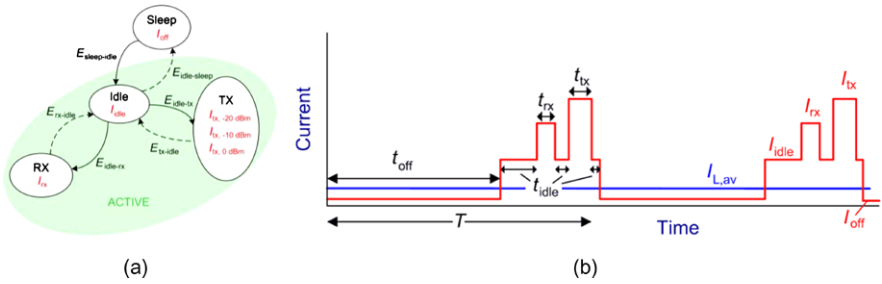 Sleep
I_off
E_sleep-idle
E_idle-sleep
Idle
I_idle
E_idle-tx
TX
I_tx, -20 dBm
I_tx, -10 dBm
I_tx, 0 dBm
E_rx-idle
E_tx-idle
RX
I_rx
E_idle-rx
ACTIVE
(a)
Current
t_off
t_rx
t_tx
t_idle
T
I_L,av
I_idle
I_rx
I_tx
I_off
Time
(b)